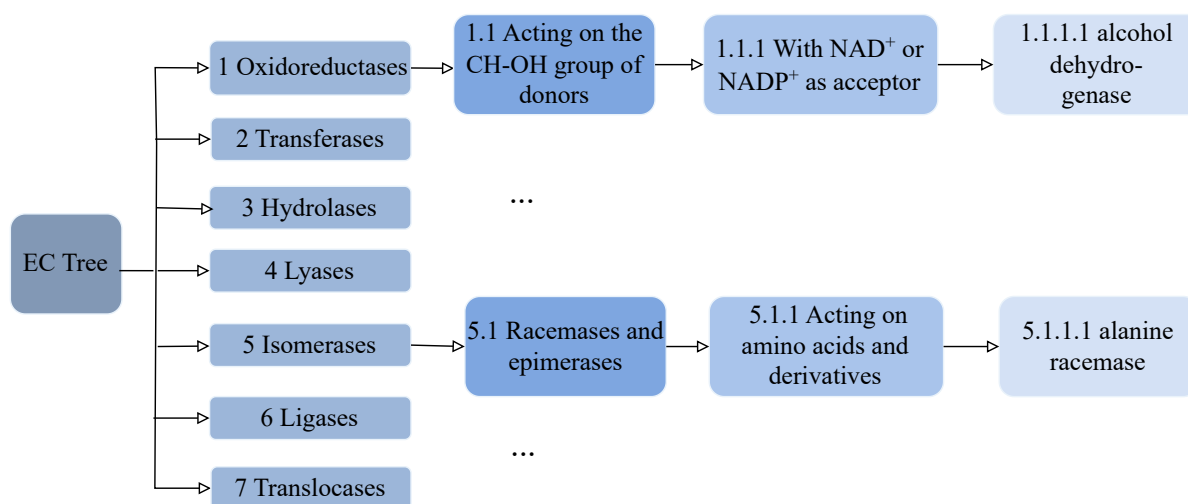 EC Tree
1 Oxidoreductases
1.1 Acting on the
CH-OH group of
donors
1.1.1 With NAD⁺ or
NADP⁺ as acceptor
1.1.1.1 alcohol
dehydro-
genase
2 Transferases
3 Hydrolases
...
4 Lyases
5 Isomerases
5.1 Racemases and
epimerases
5.1.1 Acting on
amino acids and
derivatives
5.1.1.1 alanine
racemase
6 Ligases
...
7 Translocases